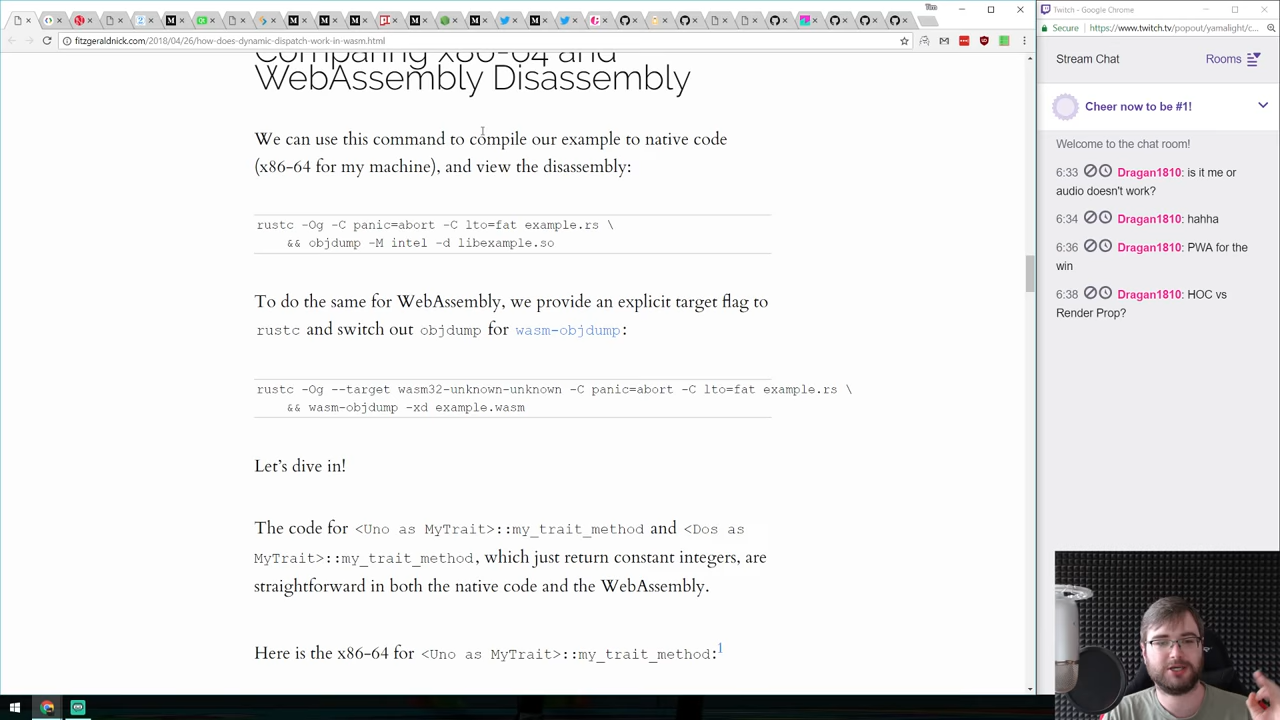 Tim
fitzgeraldnick.com/2018/04/26/how-does-dynamic-dispatch-work-in-wasm.html
Comparing x86-64 and
WebAssembly Disassembly
We can use this command to compile our example to native code
(x86-64 for my machine), and view the disassembly:
rustc -Og -C panic=abort -C lto=fat example.rs \
&& objdump -M intel -d libexample.so
To do the same for WebAssembly, we provide an explicit target flag to
rustc and switch out objdump for wasm-objdump:
rustc -Og --target wasm32-unknown-unknown -C panic=abort -C lto=fat example.rs \
&& wasm-objdump -xd example.wasm
Let's dive in!
The code for <Uno as MyTrait>::my_trait_method and <Dos as
MyTrait>::my_trait_method, which just return constant integers, are
straightforward in both the native code and the WebAssembly.
Here is the x86-64 for <Uno as MyTrait>::my_trait_method:1
Twitch - Google Chrome
Secure https://www.twitch.tv/popout/yamalight/c...
Stream Chat
Rooms
Cheer now to be #1!
Welcome to the chat room!
6:33 Dragan1810: is it me or
audio doesn't work?
6:34 Dragan1810: hahha
6:36 Dragan1810: PWA for the
win
6:38 Dragan1810: HOC vs
Render Prop?